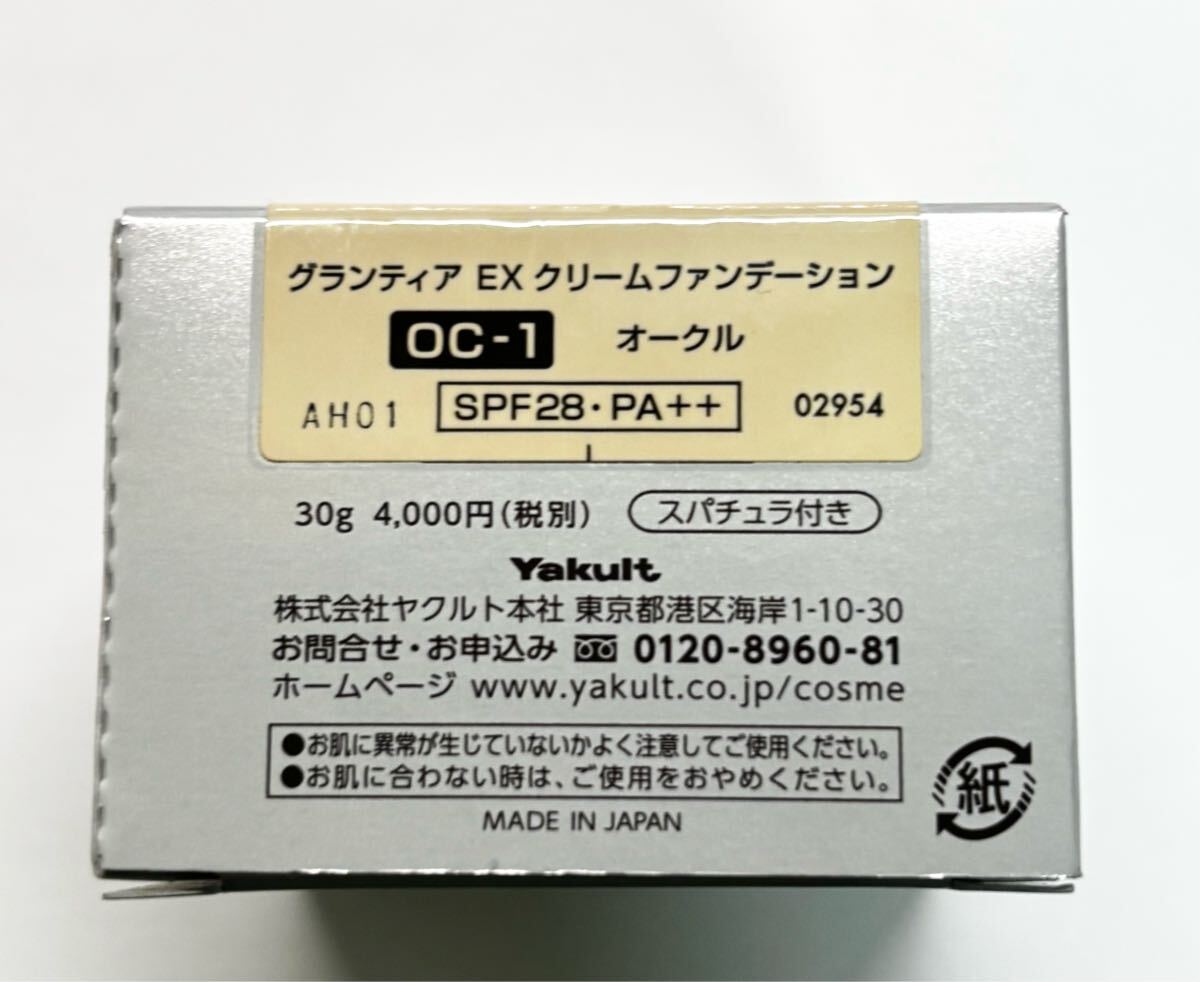 グランティア EX クリームファンデーション
OC-1 オークル
AH01 SPF28・PA++ 02954
30g 4,000円(税別) スパチュラ付き
Yakult
株式会社ヤクルト本社 東京都港区海岸1-10-30
お問合せ・お申込み 0120-8960-81
ホームページ www.yakult.co.jp/cosme
●お肌に異常が生じていないかよく注意してご使用ください。
●お肌に合わない時は、ご使用をおやめください。
紙
MADE IN JAPAN